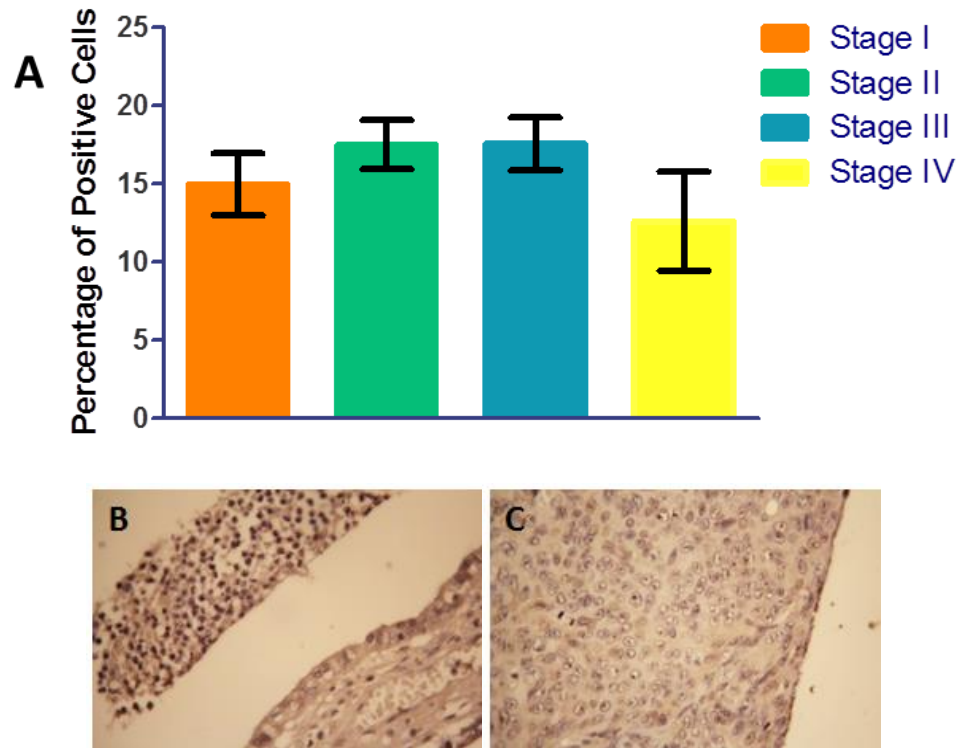 A
Percentage of Positive Cells
25
20
15
10
5
0
Stage I
Stage II
Stage III
Stage IV
B
C